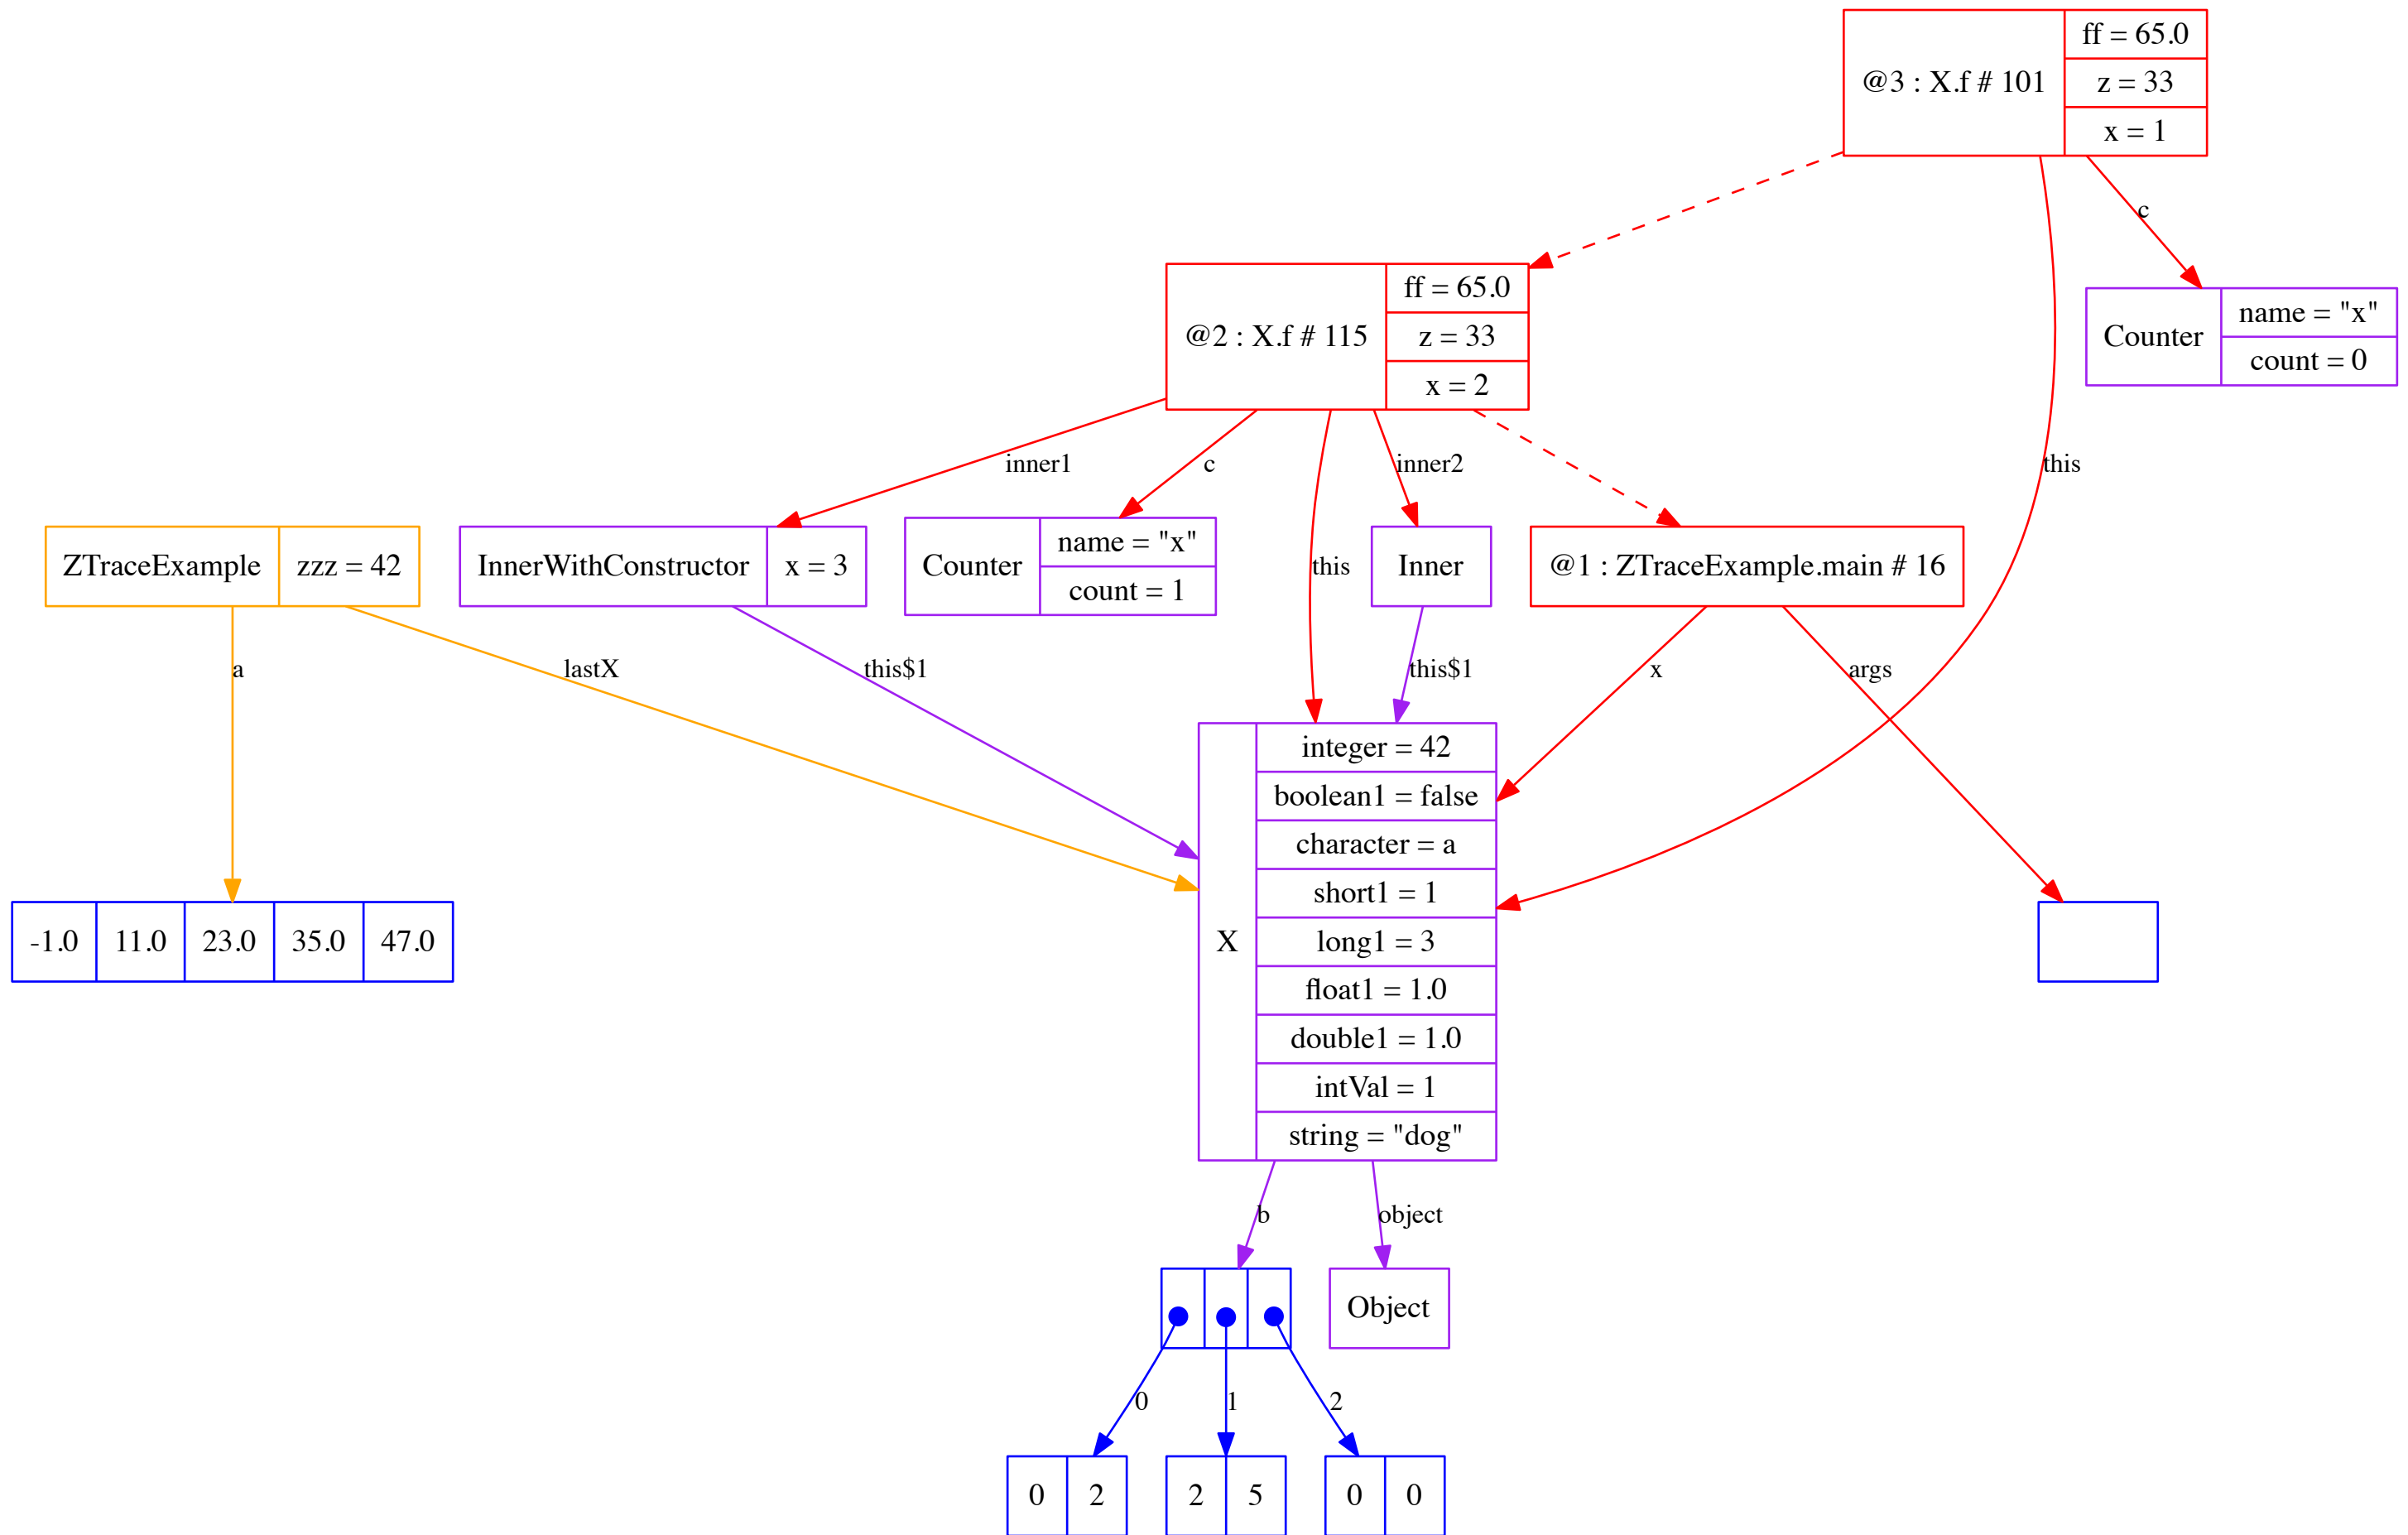 ff = 65.0
@3 : X.f # 101
z = 33
x = 1
c
ff = 65.0
@2 : X.f # 115
z = 33
x = 2
name = "x"
Counter
count = 0
inner1
c
inner2
this
ZTraceExample
zzz = 42
InnerWithConstructor
x = 3
name = "x"
Counter
count = 1
this
Inner
@1 : ZTraceExample.main # 16
a
lastX
this$1
this$1
x
args
integer = 42
boolean1 = false
character = a
short1 = 1
X
long1 = 3
float1 = 1.0
double1 = 1.0
intVal = 1
string = "dog"
-1.0 11.0 23.0 35.0 47.0
b
object
Object
0
1
2
0 2
2 5
0 0